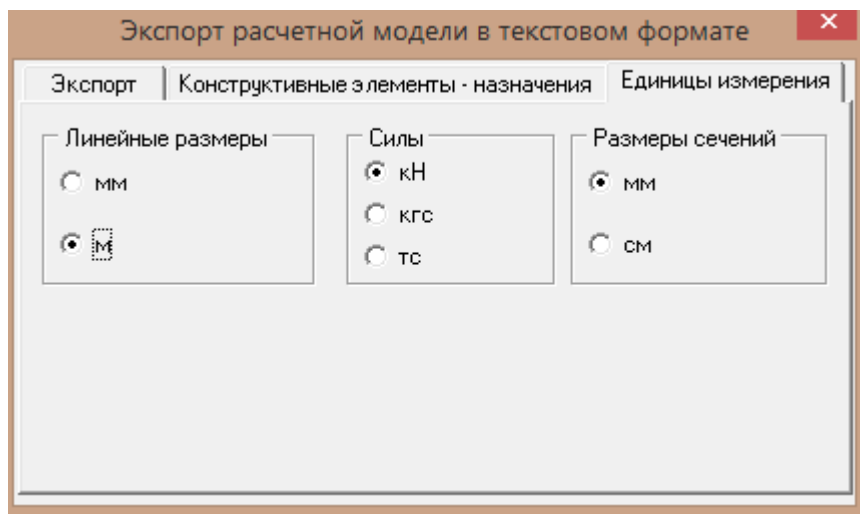 Экспорт расчетной модели в текстовом формате
Экспорт
Конструктивные элементы - назначения
Единицы измерения
Линейные размеры
мм
м
Силы
кН
кгс
тс
Размеры сечений
мм
см